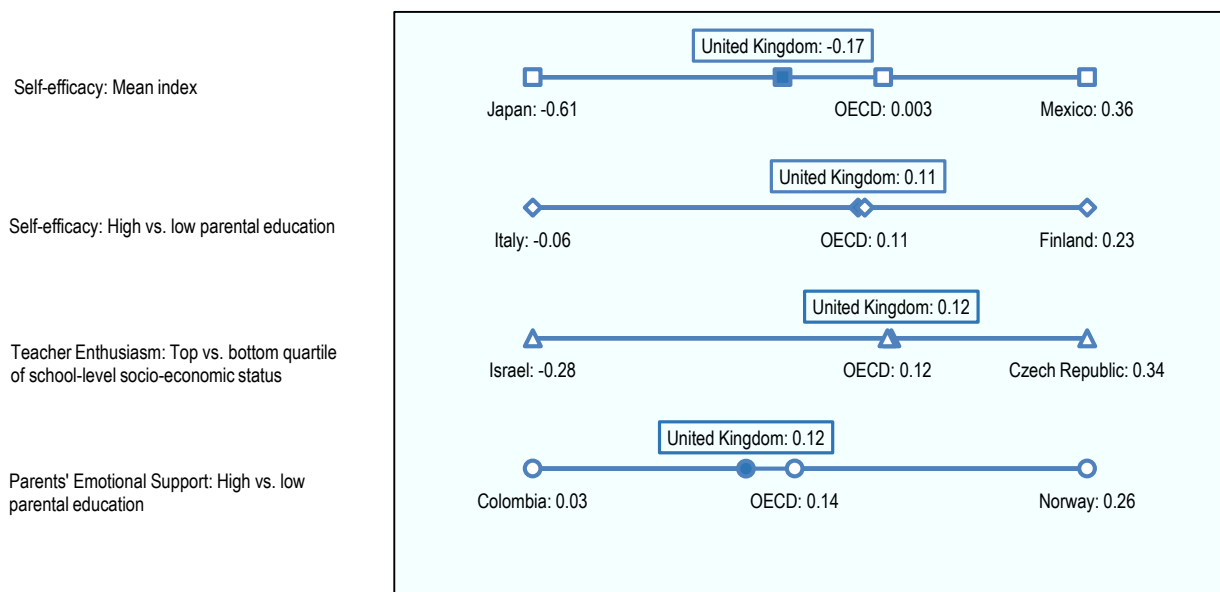 United Kingdom: -0.17
Self-efficacy: Mean index
Japan: -0.61 OECD: 0.003 Mexico: 0.36
United Kingdom: 0.11
Self-efficacy: High vs. low parental education
Italy: -0.06 OECD: 0.11 Finland: 0.23
United Kingdom: 0.12
Teacher Enthusiasm: Top vs. bottom quartile
of school-level socio-economic status
Israel: -0.28 OECD: 0.12 Czech Republic: 0.34
United Kingdom: 0.12
Parents' Emotional Support: High vs. low
parental education
Colombia: 0.03 OECD: 0.14 Norway: 0.26